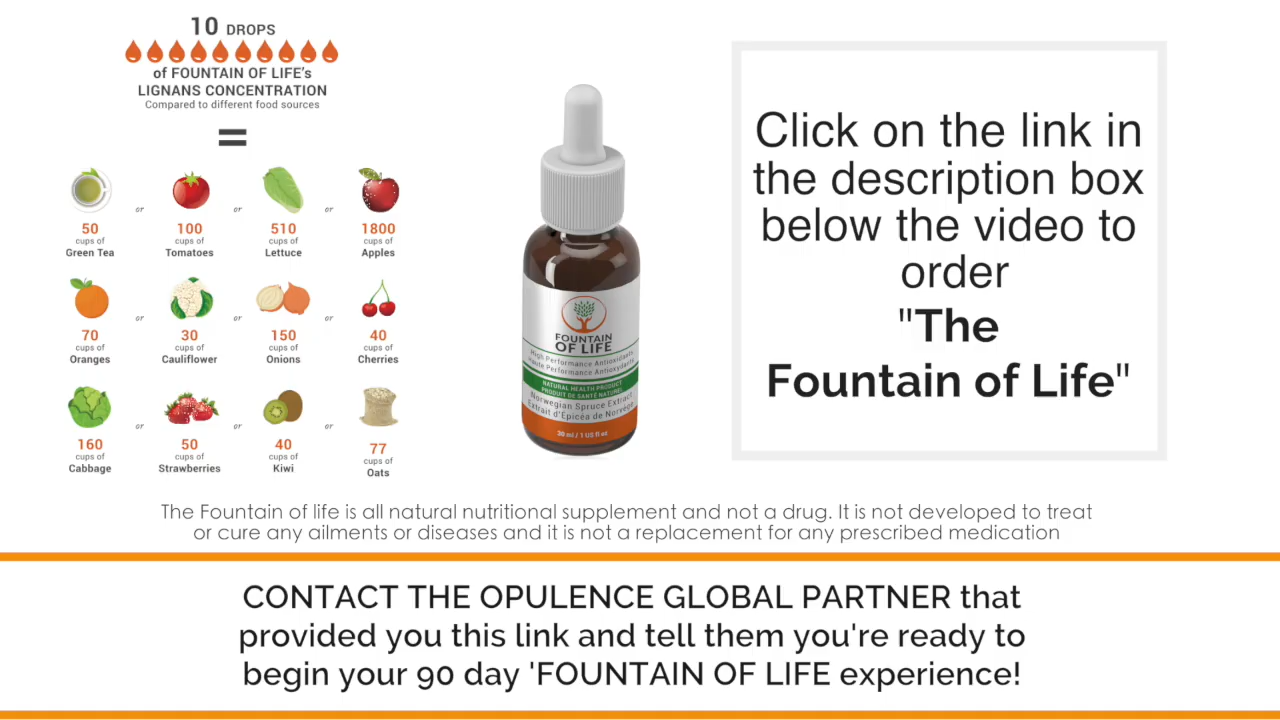 10 DROPS
of FOUNTAIN OF LIFE's
LIGNANS CONCENTRATION
Compared to different food sources
=
or or or
50 100 510 1800
cups of cups of cups of cups of
Green Tea Tomatoes Lettuce Apples
or or or
70 30 150 40
cups of cups of cups of cups of
Oranges Cauliflower Onions Cherries
or or or
160 50 40 77
cups of cups of cups of cups of
Cabbage Strawberries Kiwi Oats
FOUNTAIN
OF LIFE
High Performance Antioxidants
Haute Performance Antioxydants
NATURAL HEALTH PRODUCT
PRODUIT DE SANTÉ NATUREL
Norwegian Spruce Extract
Extrait d'Épicéa de Norvège
30 ml / 1 US fl oz
Click on the link in
the description box
below the video to
order
"The
Fountain of Life"
The Fountain of life is all natural nutritional supplement and not a drug. It is not developed to treat
or cure any ailments or diseases and it is not a replacement for any prescribed medication
CONTACT THE OPULENCE GLOBAL PARTNER that
provided you this link and tell them you're ready to
begin your 90 day 'FOUNTAIN OF LIFE experience!